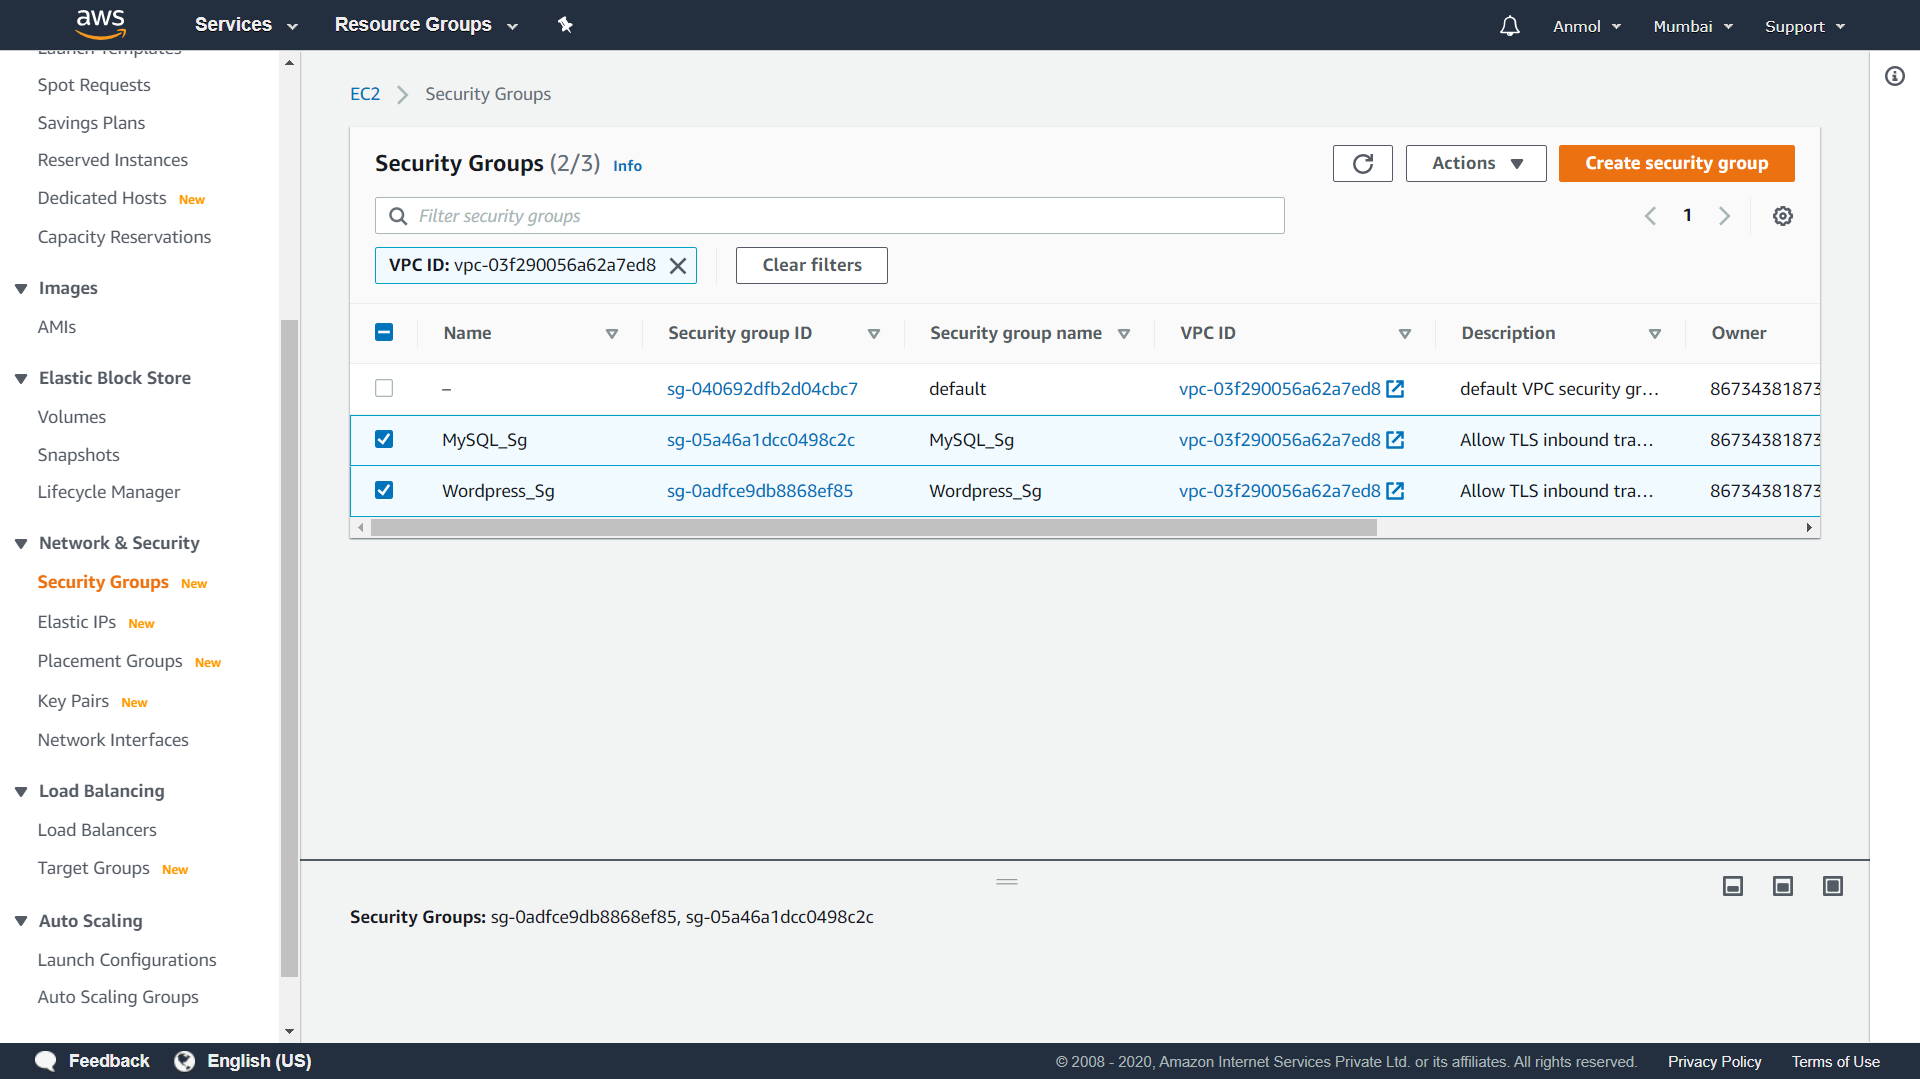 aws Services Resource Groups Anmol Mumbai Support
Launch Templates
Spot Requests
Savings Plans
Reserved Instances
Dedicated Hosts New
Capacity Reservations
Images
AMIs
Elastic Block Store
Volumes
Snapshots
Lifecycle Manager
Network & Security
Security Groups New
Elastic IPs New
Placement Groups New
Key Pairs New
Network Interfaces
Load Balancing
Load Balancers
Target Groups New
Auto Scaling
Launch Configurations
Auto Scaling Groups
EC2 Security Groups
Security Groups (2/3) Info Actions Create security group
Filter security groups 1
VPC ID: vpc-03f290056a62a7ed8 Clear filters
Name Security group ID Security group name VPC ID Description Owner
– sg-040692dfb2d04cbc7 default vpc-03f290056a62a7ed8 default VPC security gr... 86734381873
MySQL_Sg sg-05a46a1dcc0498c2c MySQL_Sg vpc-03f290056a62a7ed8 Allow TLS inbound tra... 86734381873
Wordpress_Sg sg-0adfce9db8868ef85 Wordpress_Sg vpc-03f290056a62a7ed8 Allow TLS inbound tra... 86734381873
Security Groups: sg-0adfce9db8868ef85, sg-05a46a1dcc0498c2c
Feedback English (US) © 2008 - 2020, Amazon Internet Services Private Ltd. or its affiliates. All rights reserved. Privacy Policy Terms of Use